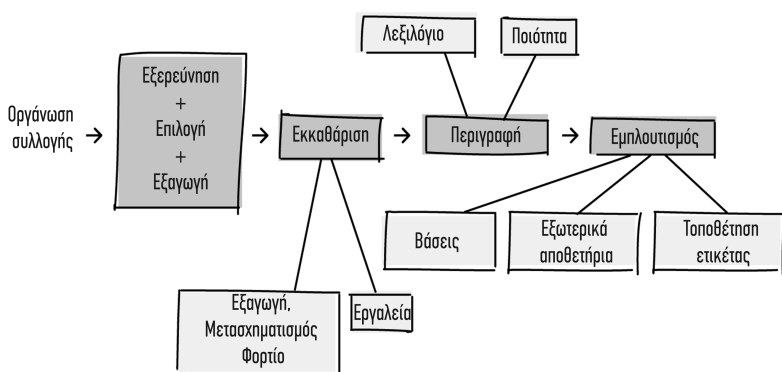 Οργάνωση
συλλογής
Εξερεύνηση
+
Επιλογή
+
Εξαγωγή
Εκκαθάριση
Εξαγωγή,
Μετασχηματισμός
Φορτίο
Εργαλεία
Λεξιλόγιο
Ποιότητα
Περιγραφή
Εμπλουτισμός
Βάσεις
Εξωτερικά
αποθετήρια
Τοποθέτηση
ετικέτας